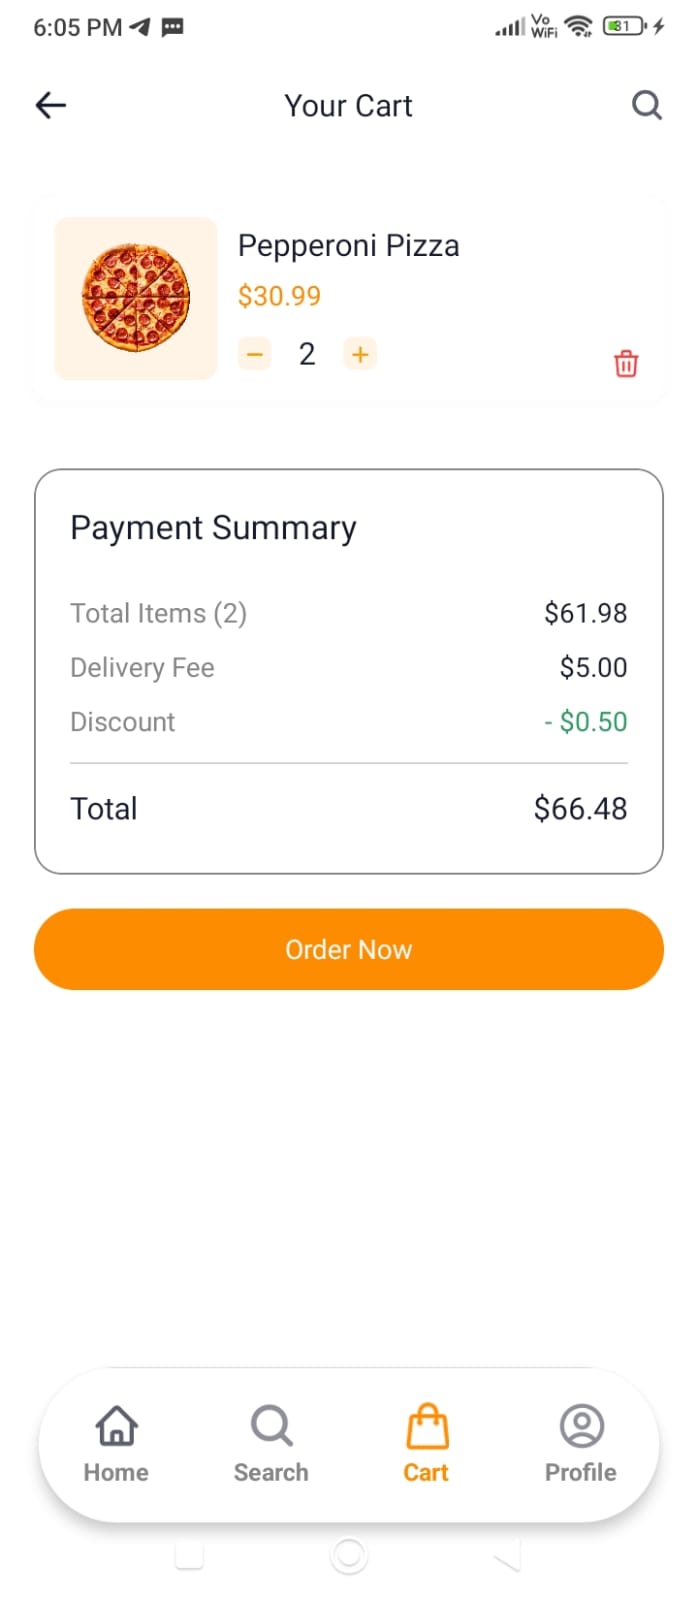 6:05 PM
Vo
WiFi
31
Your Cart
Pepperoni Pizza
$30.99
− 2 +
Payment Summary
Total Items (2) $61.98
Delivery Fee $5.00
Discount - $0.50
Total $66.48
Order Now
Home Search Cart Profile